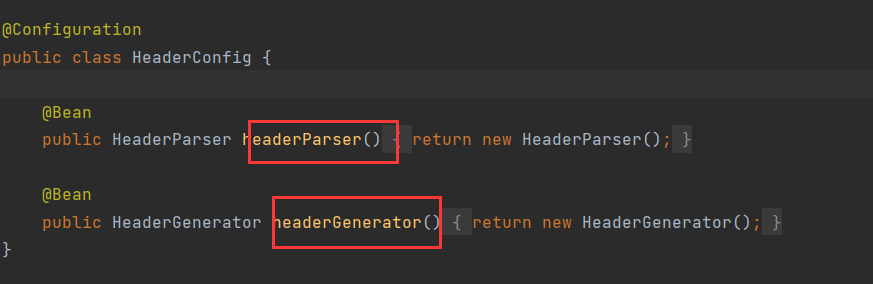 @Configuration
public class HeaderConfig {
@Bean
public HeaderParser headerParser() { return new HeaderParser(); }
@Bean
public HeaderGenerator headerGenerator() { return new HeaderGenerator(); }
}